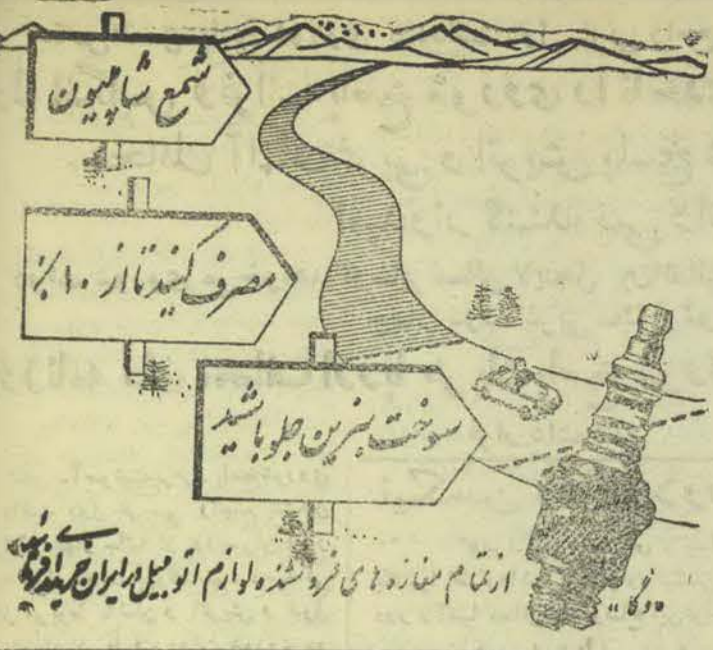 شمع شامپیون
مصرف کنید تا از ۱۰٪
سوخت بنزین جلو باشید
از تمام مغازه های فروشنده لوازم اتومبیل در ایران خریداری فرمائید